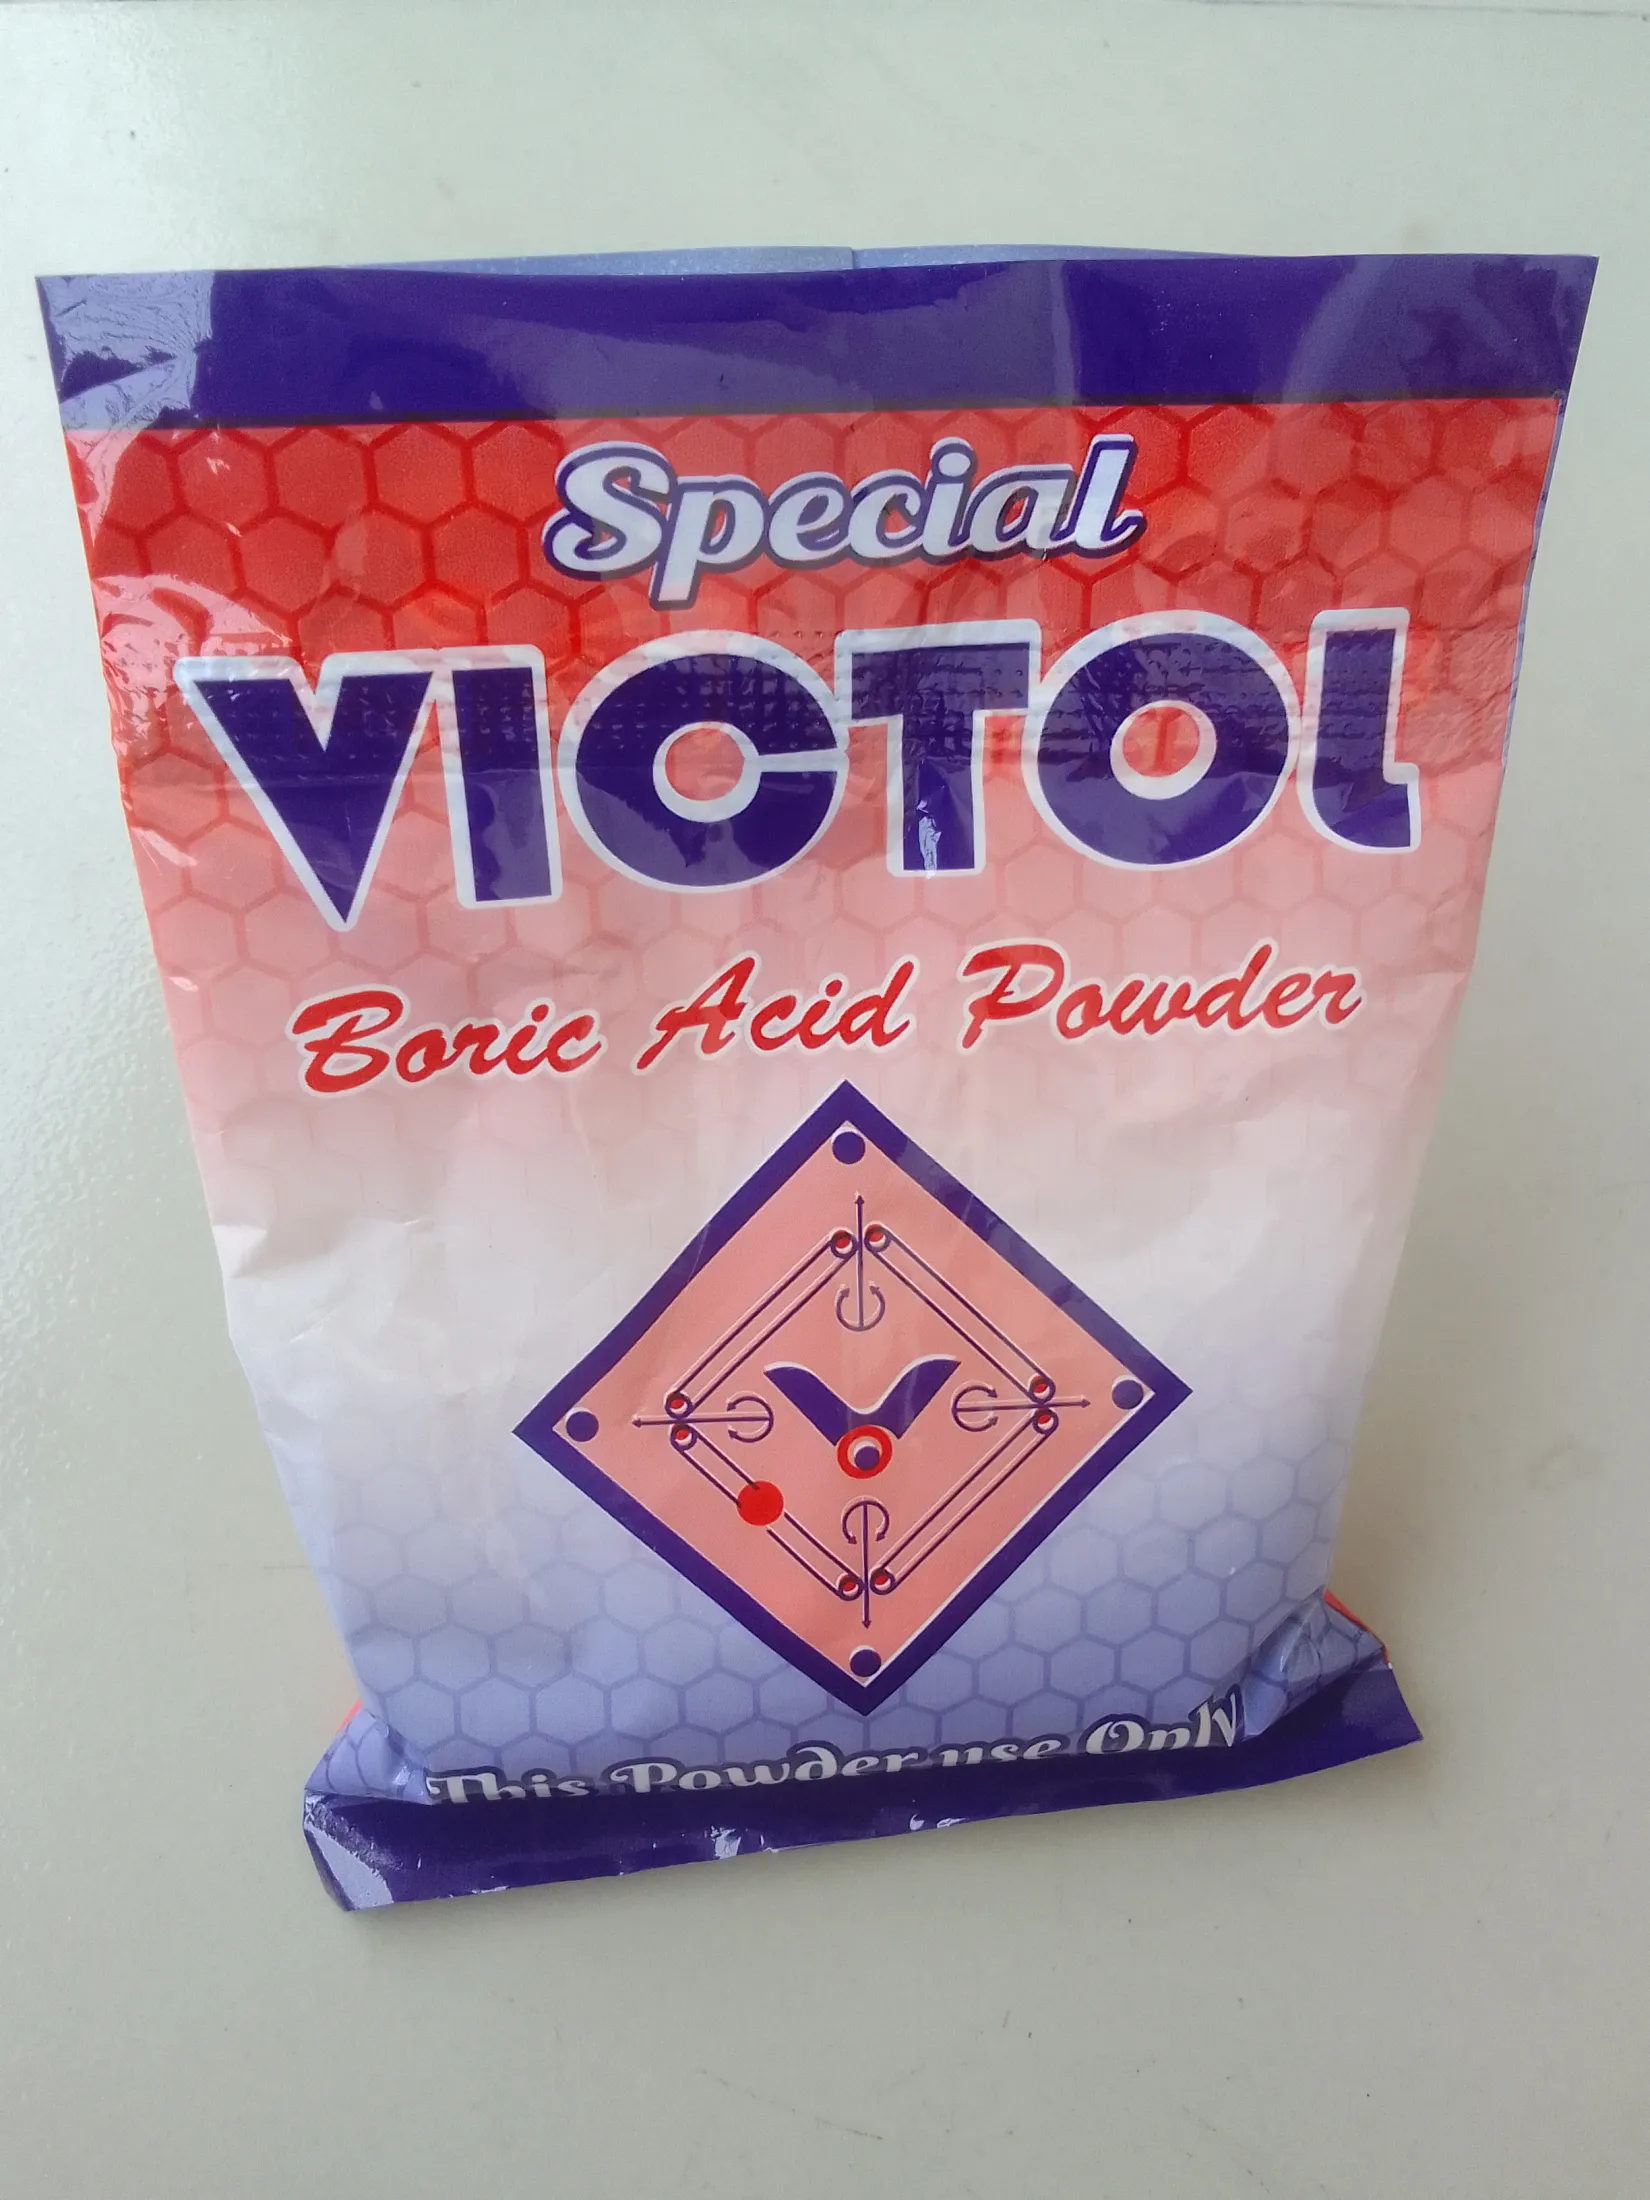 Special
VICTOL
Boric Acid Powder
This Powder use Only